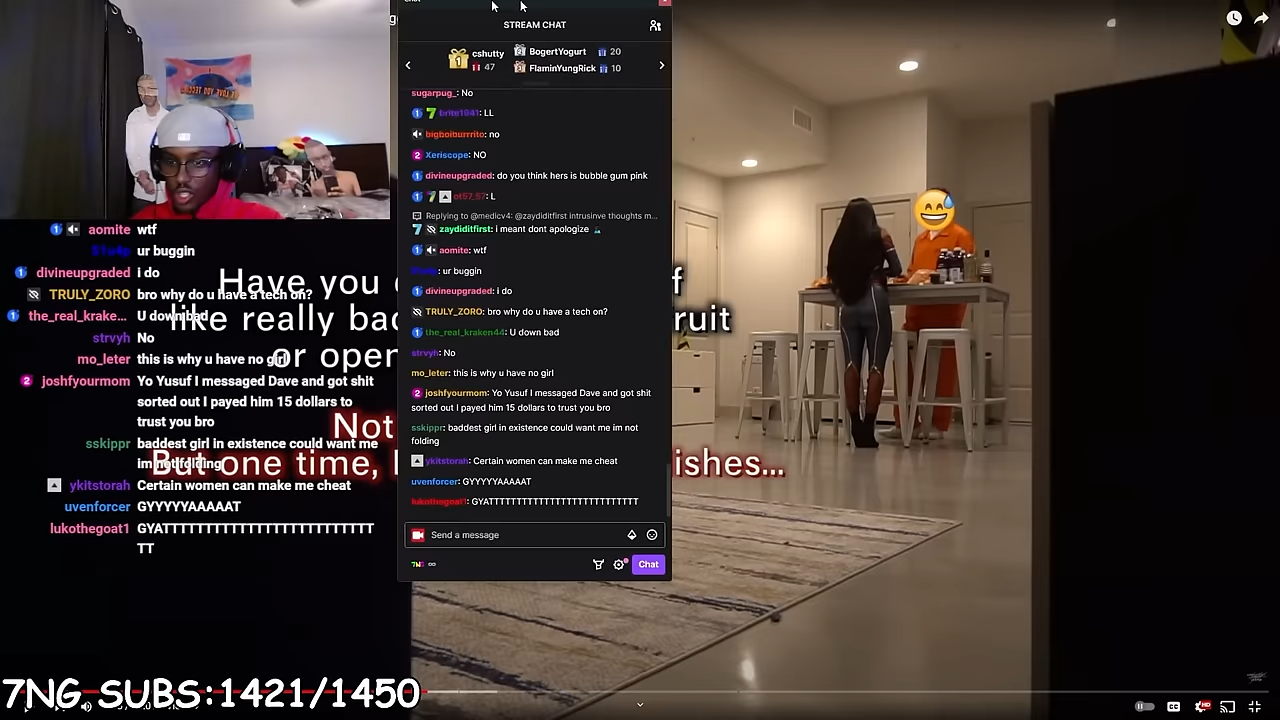 STREAM CHAT
cshutty
47
BogertYogurt 20
FlaminYungRick 10
sugarpug_: No
brite1941: LL
bigboiburrrito: no
Xeriscope: NO
divineupgraded: do you think hers is bubble gum pink
: L
Replying to @medicv4: @zaydiditfirst intrusinve thoughts m...
zaydiditfirst: i meant dont apologize
aomite: wtf
: ur buggin
divineupgraded: i do
TRULY_ZORO: bro why do u have a tech on?
the_real_kraken44: U down bad
strvyh: No
mo_leter: this is why u have no girl
joshfyourmom: Yo Yusuf I messaged Dave and got shit
sorted out I payed him 15 dollars to trust you bro
sskippr: baddest girl in existence could want me im not
folding
ykitstorah: Certain women can make me cheat
uvenforcer: GYYYYYAAAAAT
lukothegoat1: GYATTTTTTTTTTTTTTTTTTTTTTTTTT
Send a message
Chat
aomite wtf
ur buggin
divineupgraded i do
TRULY_ZORO bro why do u have a tech on?
the_real_krake... U down bad
strvyh No
mo_leter this is why u have no girl
joshfyourmom Yo Yusuf I messaged Dave and got shit
sorted out I payed him 15 dollars to
trust you bro
sskippr baddest girl in existence could want me
im not folding
ykitstorah Certain women can make me cheat
uvenforcer GYYYYYAAAAAT
lukothegoat1 GYATTTTTTTTTTTTTTTTTTTTTTTT
TT
Have you
like really ruit
or open
Not
But one time, ishes...
7NG SUBS:1421/1450
CC
HD